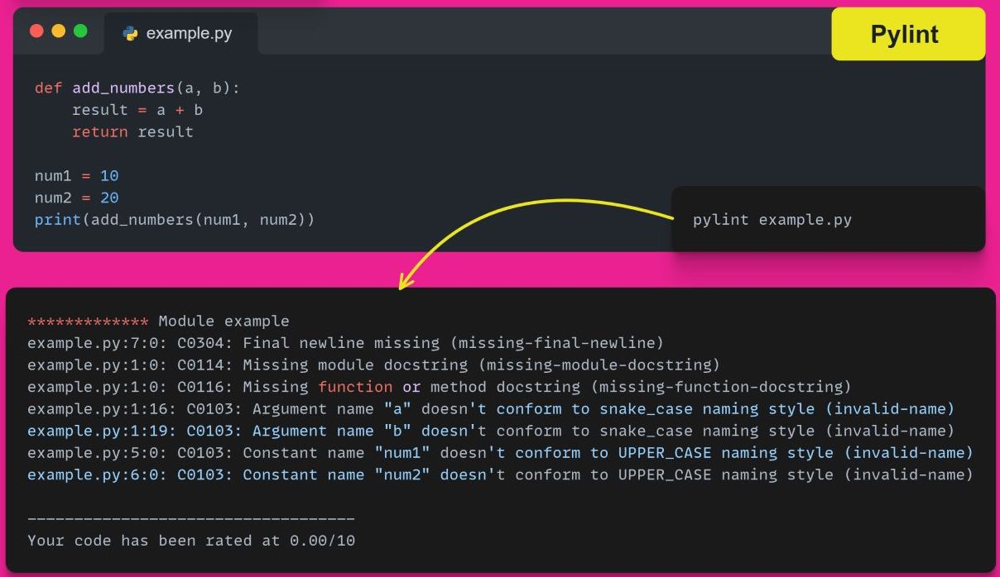 example.py
Pylint
def add_numbers(a, b):
    result = a + b
    return result
num1 = 10
num2 = 20
print(add_numbers(num1, num2))
pylint example.py
************* Module example
example.py:7:0: C0304: Final newline missing (missing-final-newline)
example.py:1:0: C0114: Missing module docstring (missing-module-docstring)
example.py:1:0: C0116: Missing function or method docstring (missing-function-docstring)
example.py:1:16: C0103: Argument name "a" doesn't conform to snake_case naming style (invalid-name)
example.py:1:19: C0103: Argument name "b" doesn't conform to snake_case naming style (invalid-name)
example.py:5:0: C0103: Constant name "num1" doesn't conform to UPPER_CASE naming style (invalid-name)
example.py:6:0: C0103: Constant name "num2" doesn't conform to UPPER_CASE naming style (invalid-name)
-----------------------------------
Your code has been rated at 0.00/10